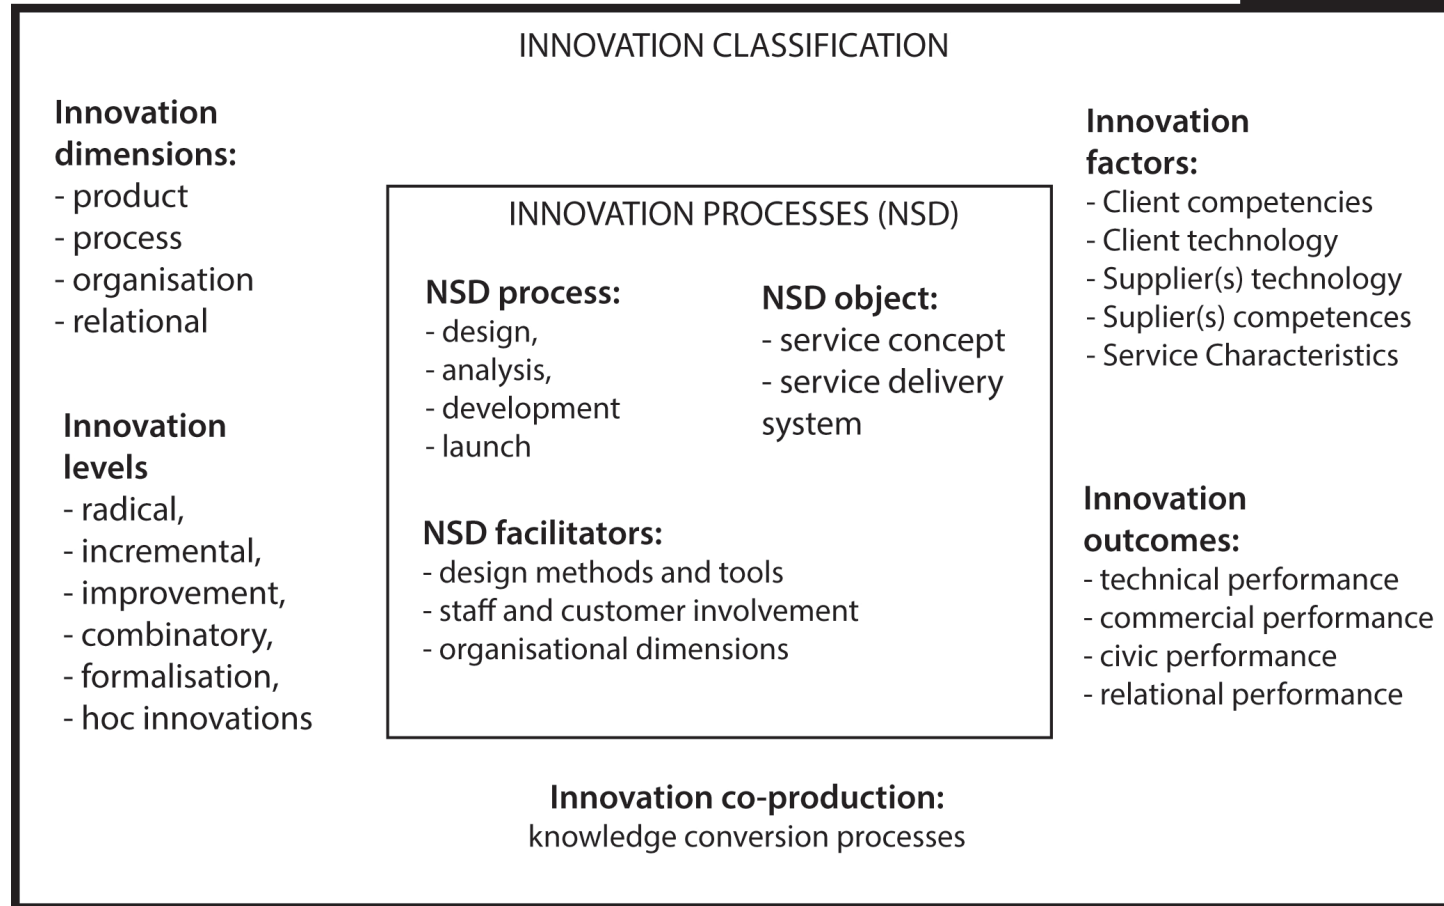 INNOVATION CLASSIFICATION
Innovation
dimensions:
- product
- process
- organisation
- relational
Innovation
levels
- radical,
- incremental,
- improvement,
- combinatory,
- formalisation,
- hoc innovations
INNOVATION PROCESSES (NSD)
NSD process:
- design,
- analysis,
- development
- launch
NSD object:
- service concept
- service delivery
system
NSD facilitators:
- design methods and tools
- staff and customer involvement
- organisational dimensions
Innovation
factors:
- Client competencies
- Client technology
- Supplier(s) technology
- Suplier(s) competences
- Service Characteristics
Innovation
outcomes:
- technical performance
- commercial performance
- civic performance
- relational performance
Innovation co-production:
knowledge conversion processes